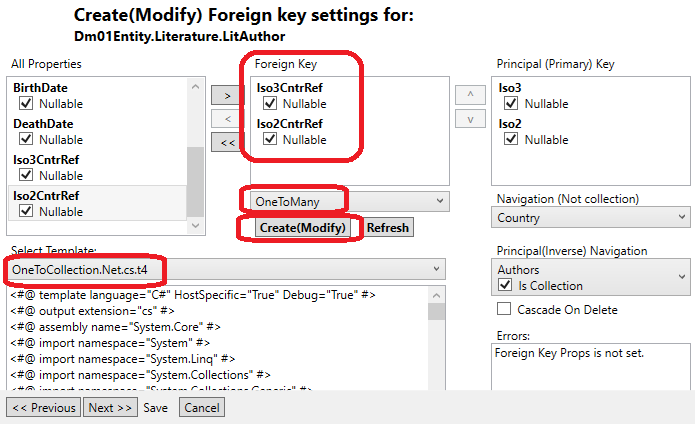 Create(Modify) Foreign key settings for:
Dm01Entity.Literature.LitAuthor
All Properties
BirthDate
Nullable
DeathDate
Nullable
Iso3CntrRef
Nullable
Iso2CntrRef
Nullable
>
<
<<
Foreign Key
Iso3CntrRef
Nullable
Iso2CntrRef
Nullable
OneToMany
Create(Modify)
Refresh
^
v
Principal (Primary) Key
Iso3
Nullable
Iso2
Nullable
Navigation (Not collection)
Country
Principal(Inverse) Navigation
Authors
Is Collection
Cascade On Delete
Errors:
Foreign Key Props is not set.
Select Template:
OneToCollection.Net.cs.t4
<#@ template language="C#" HostSpecific="True" Debug="True" #>
<#@ output extension="cs" #>
<#@ assembly name="System.Core" #>
<#@ import namespace="System" #>
<#@ import namespace="System.Linq" #>
<#@ import namespace="System.Collections" #>
<#@ import namespace="System.Collections.Generic" #>
<< Previous
Next >>
Save
Cancel